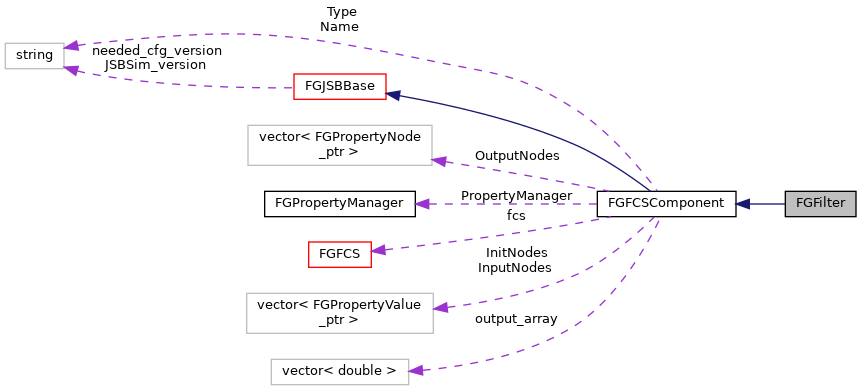 Type
Name
string
needed_cfg_version
JSBSim_version
FGJSBBase
vector< FGPropertyNode
_ptr >
OutputNodes
FGPropertyManager
PropertyManager
FGFCSComponent
FGFilter
fcs
FGFCS
InitNodes
InputNodes
vector< FGPropertyValue
_ptr >
output_array
vector< double >